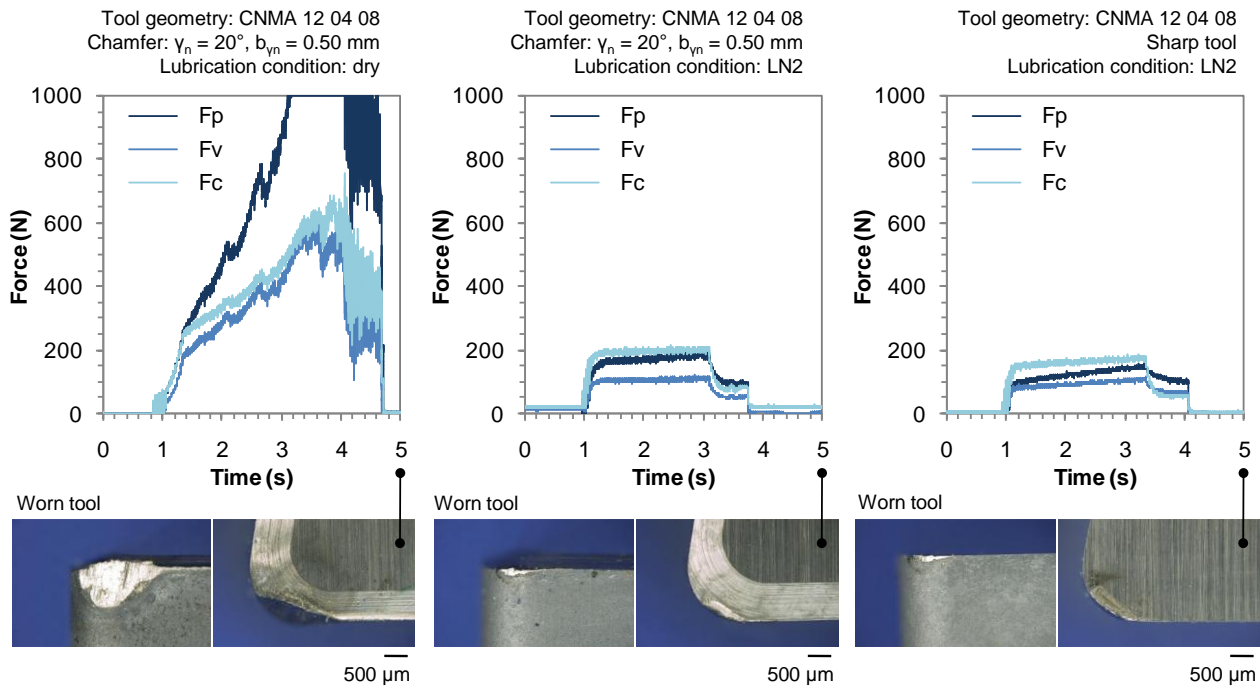 Tool geometry: CNMA 12 04 08
Chamfer: γn = 20°, bγn = 0.50 mm
Lubrication condition: dry
1000
800
600
400
200
0
Force (N)
Fp
Fv
Fc
0 1 2 3 4 5
Time (s)
Worn tool
500 µm
Tool geometry: CNMA 12 04 08
Chamfer: γn = 20°, bγn = 0.50 mm
Lubrication condition: LN2
1000
800
600
400
200
0
Force (N)
Fp
Fv
Fc
0 1 2 3 4 5
Time (s)
Worn tool
500 µm
Tool geometry: CNMA 12 04 08
Sharp tool
Lubrication condition: LN2
1000
800
600
400
200
0
Force (N)
Fp
Fv
Fc
0 1 2 3 4 5
Time (s)
Worn tool
500 µm